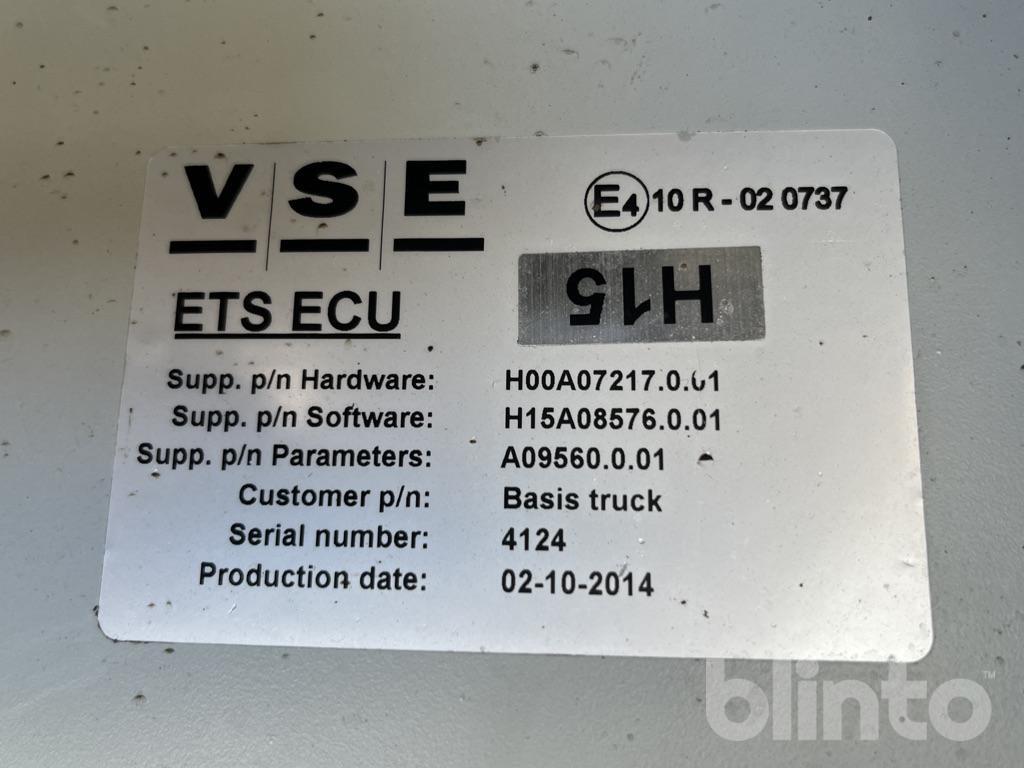 V S E
E4 10 R - 02 0737
H15
ETS ECU
Supp. p/n Hardware: H00A07217.0.01
Supp. p/n Software: H15A08576.0.01
Supp. p/n Parameters: A09560.0.01
Customer p/n: Basis truck
Serial number: 4124
Production date: 02-10-2014
blinto™